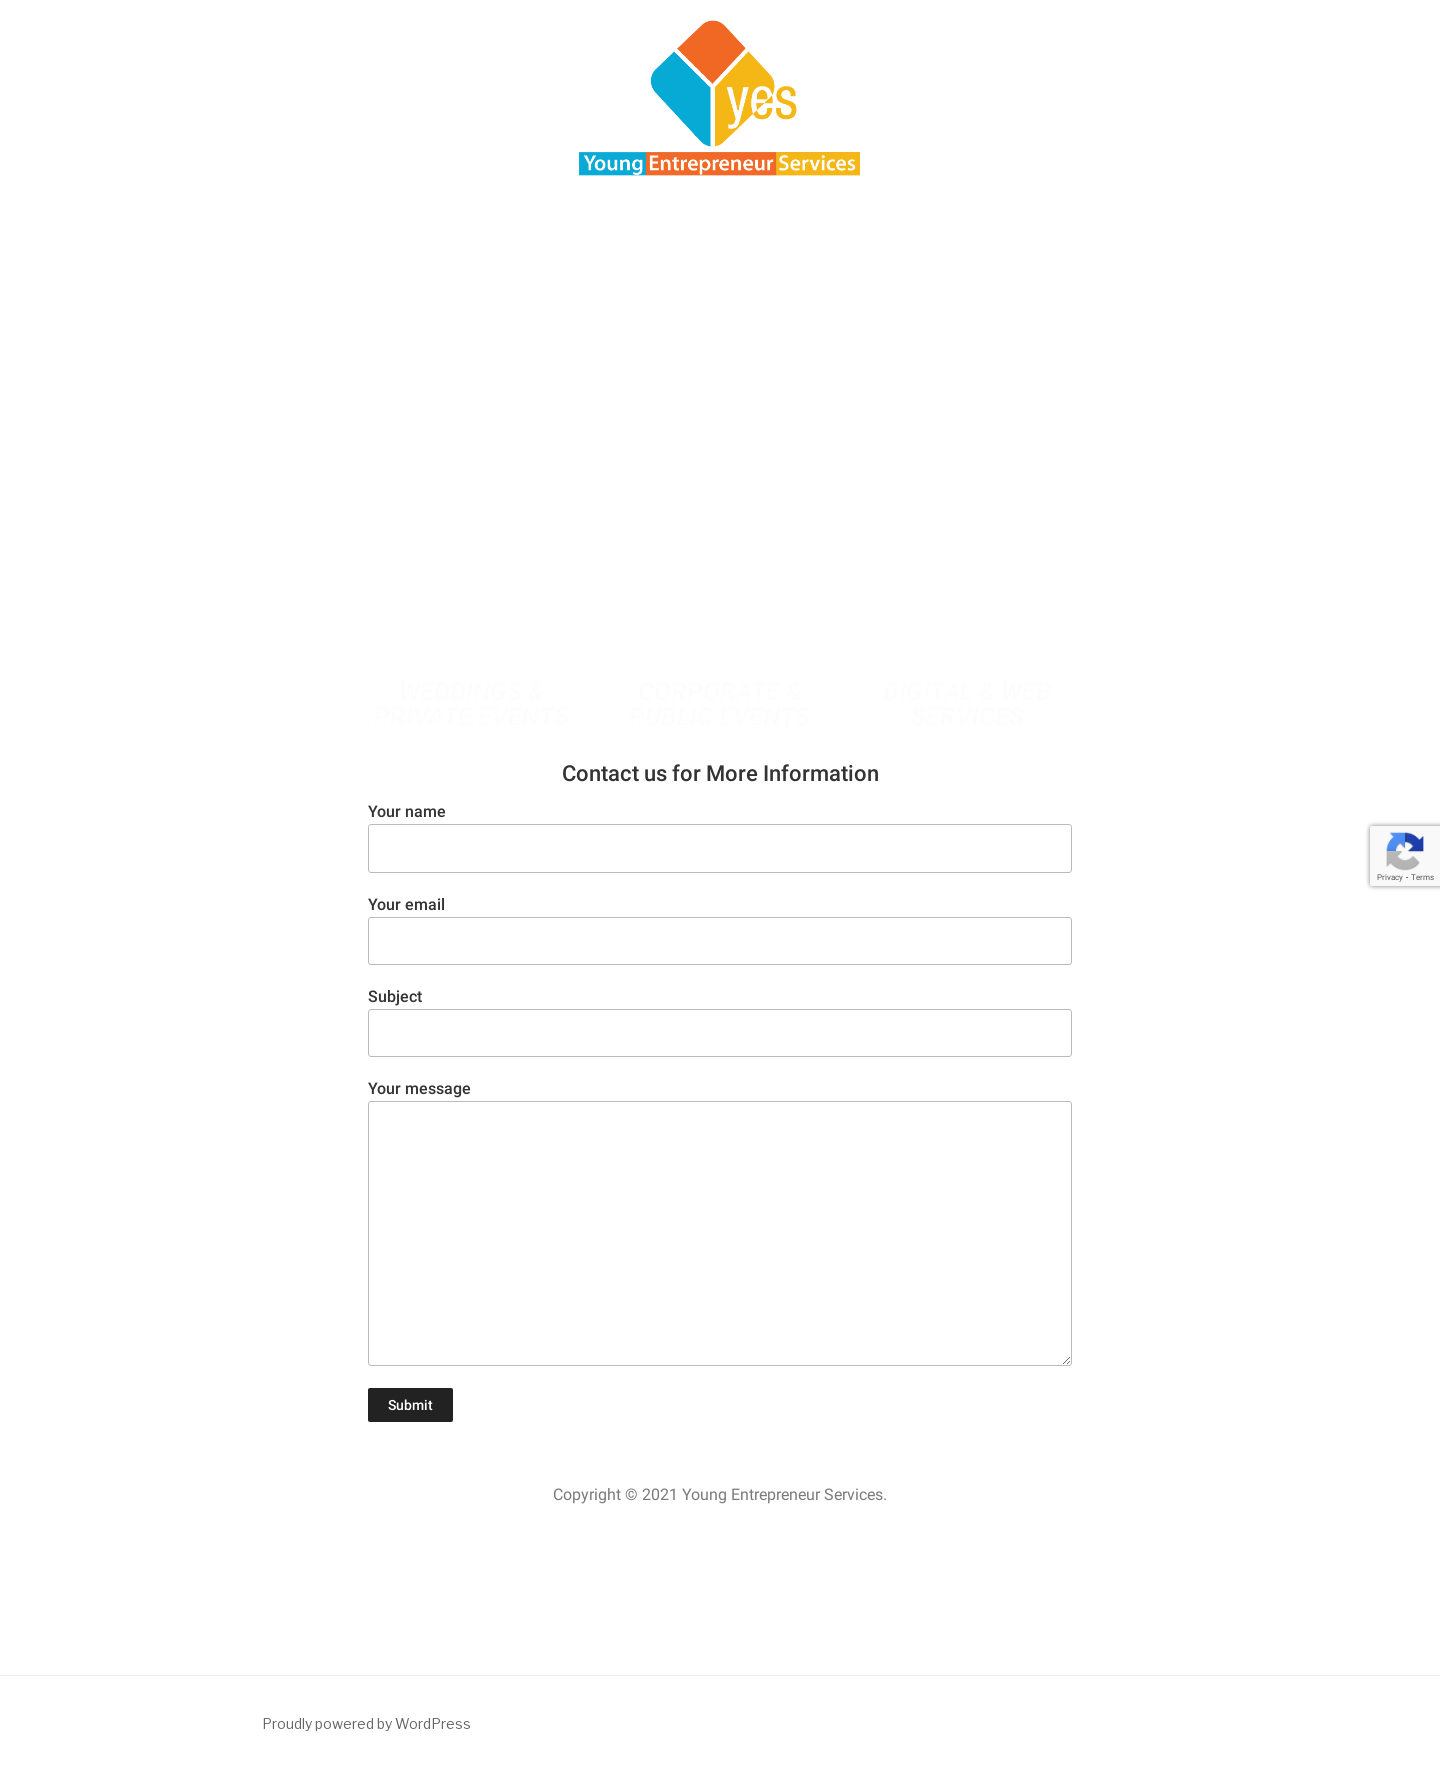 yes
Young Entrepreneur Services
WEDDINGS &
PRIVATE EVENTS
CORPORATE &
PUBLIC EVENTS
DIGITAL & WEB
SERVICES
Contact us for More Information
Your name
Your email
Subject
Your message
Submit
Privacy - Terms
Copyright © 2021 Young Entrepreneur Services.
Proudly powered by WordPress